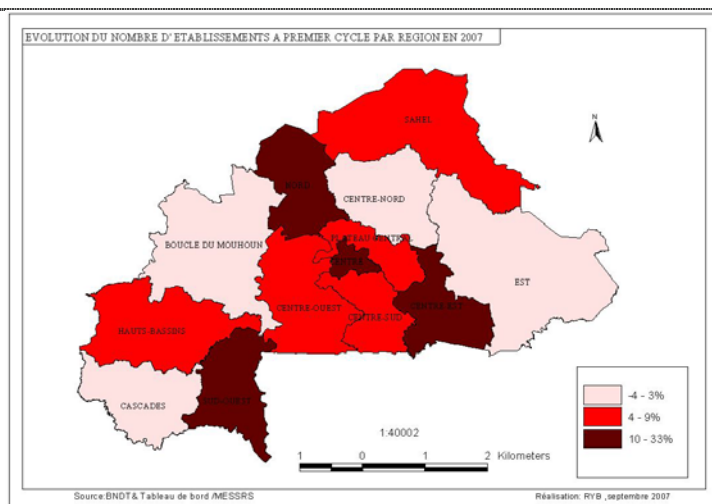 EVOLUTION DU NOMBRE D'ETABLISSEMENTS A PREMIER CYCLE PAR REGION EN 2007
N
SAHEL
NORD
CENTRE-NORD
PLATEAU-CENTRAL
BOUCLE DU MOUHOUN
CENTRE
EST
CENTRE-EST
CENTRE-OUEST
CENTRE-SUD
HAUTS-BASSINS
CASCADES
-4 - 3%
4 - 9%
10 - 33%
1:40002
1 0 1 2 Kilometers
Source:BNDT& Tableau de bord /MESSRS
Réalisation: RYB ,septembre 2007